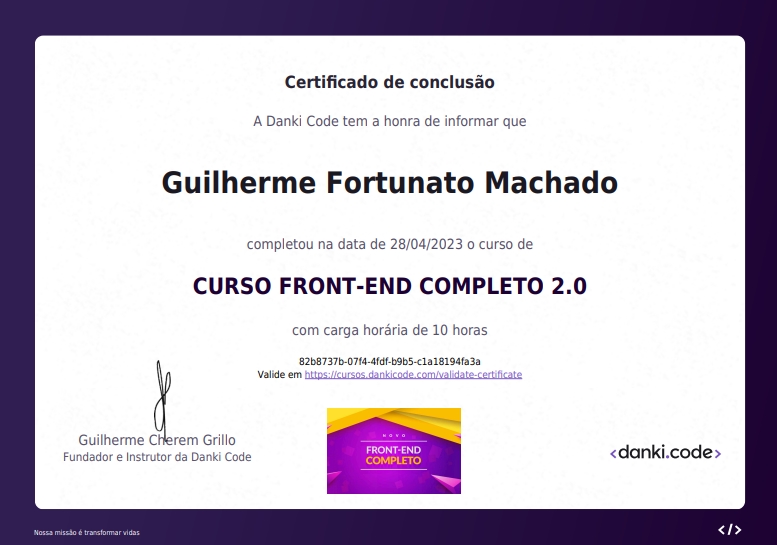 Certificado de conclusão
A Danki Code tem a honra de informar que
Guilherme Fortunato Machado
completou na data de 28/04/2023 o curso de
CURSO FRONT-END COMPLETO 2.0
com carga horária de 10 horas
82b8737b-07f4-4fdf-b9b5-c1a18194fa3a
Valide em https://cursos.dankicode.com/validate-certificate
Guilherme Cherem Grillo
Fundador e Instrutor da Danki Code
NOVO
FRONT-END
COMPLETO
<danki.code>
Nossa missão é transformar vidas
</>